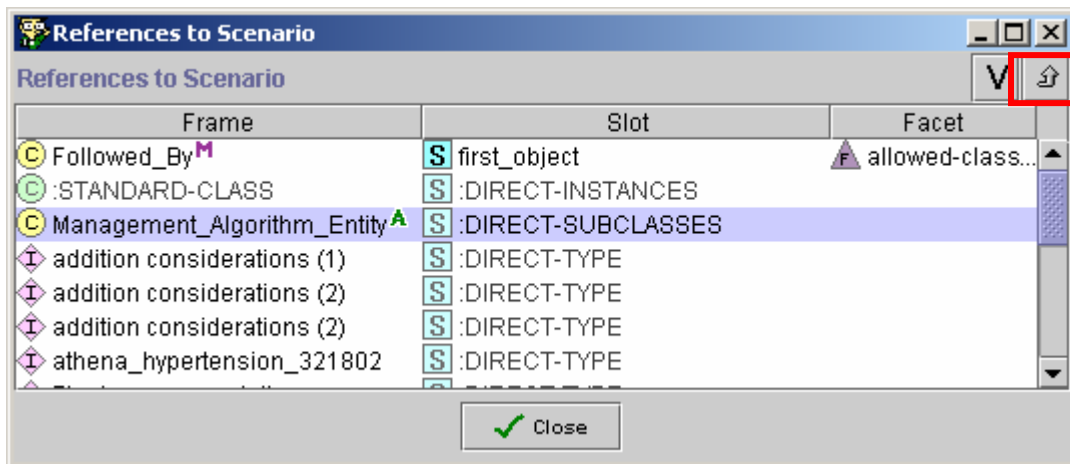 References to Scenario
References to Scenario V
Frame Slot Facet
C Followed_By M S first_object F allowed-class...
C :STANDARD-CLASS S :DIRECT-INSTANCES
C Management_Algorithm_Entity A S :DIRECT-SUBCLASSES
I addition considerations (1) S :DIRECT-TYPE
I addition considerations (2) S :DIRECT-TYPE
I addition considerations (2) S :DIRECT-TYPE
I athena_hypertension_321802 S :DIRECT-TYPE
Close